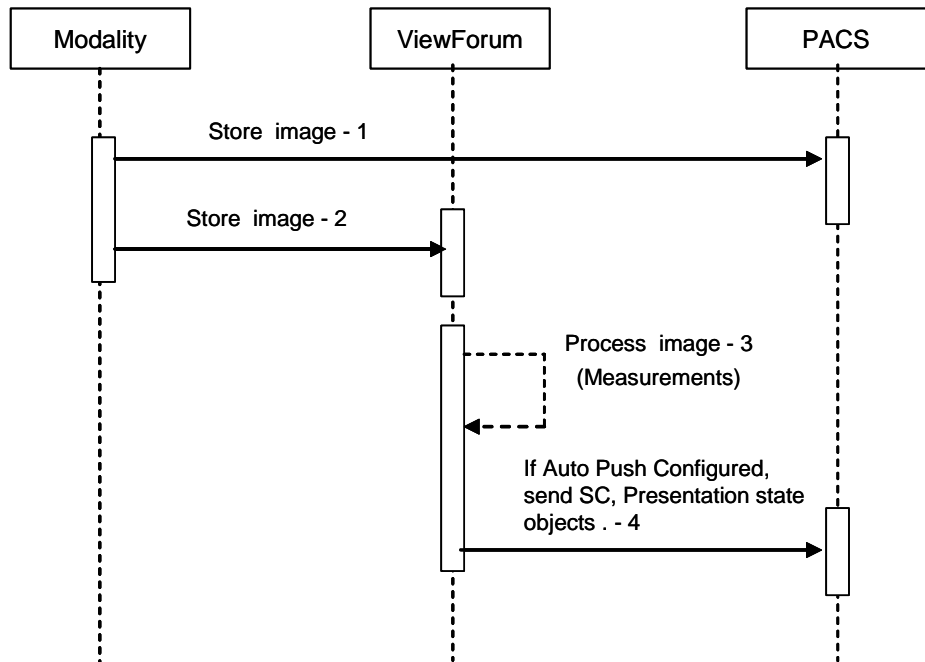 Modality
ViewForum
PACS
Store image - 1
Store image - 2
Process image - 3
(Measurements)
If Auto Push Configured,
send SC, Presentation state
objects . - 4